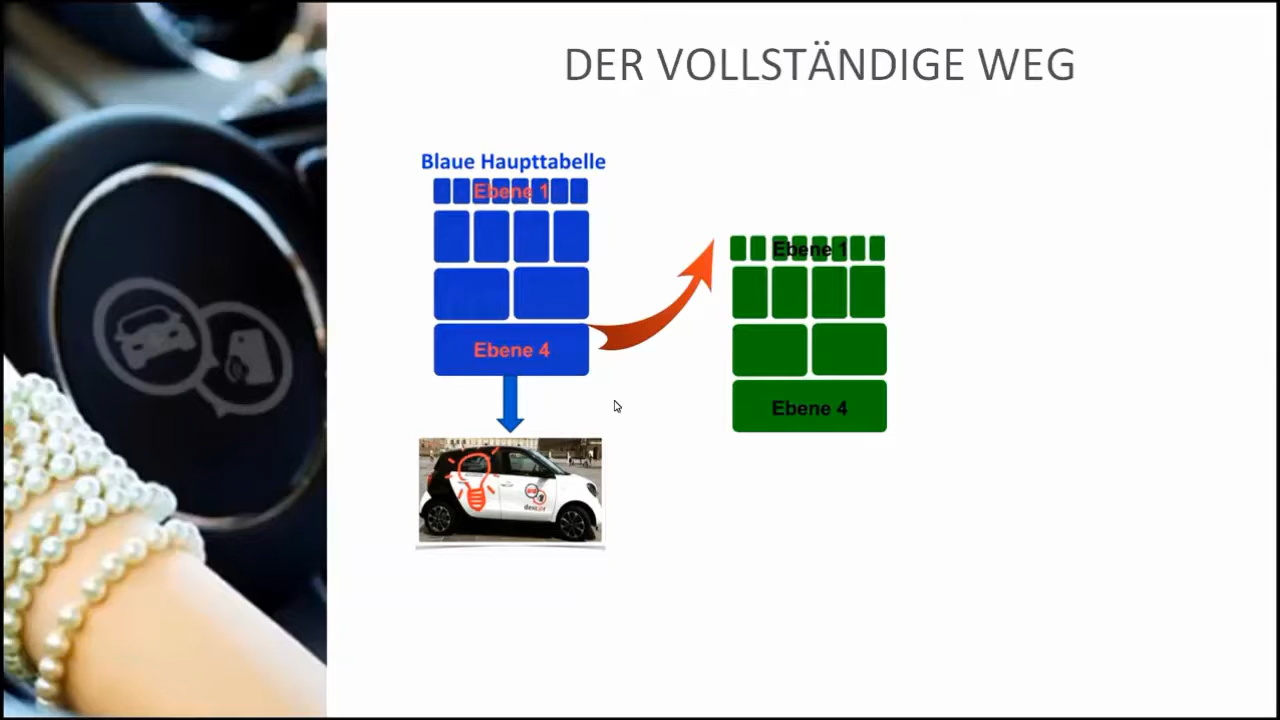 DER VOLLSTÄNDIGE WEG
Blaue Haupttabelle
Ebene 1
Ebene 4
Ebene 1
Ebene 4